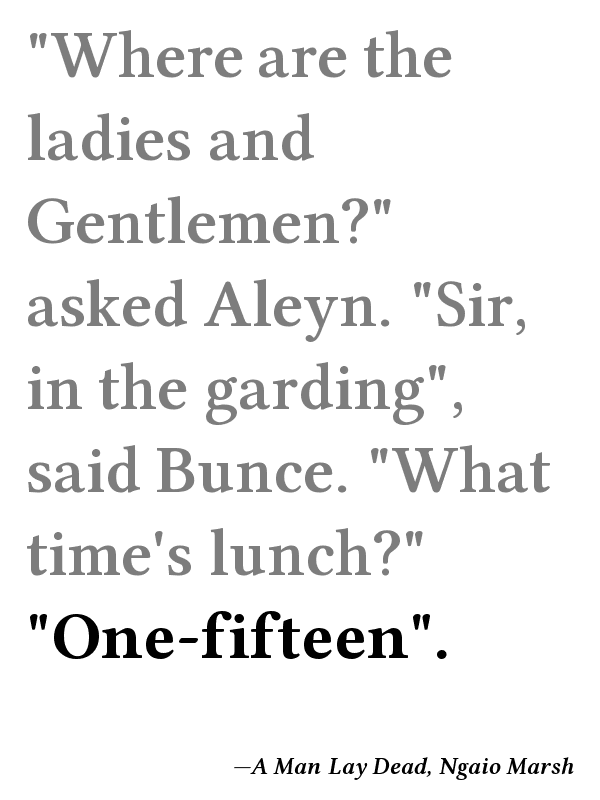 "Where are the
ladies and
Gentlemen?"
asked Aleyn. "Sir,
in the garding",
said Bunce. "What
time's lunch?"
"One-fifteen".
—A Man Lay Dead, Ngaio Marsh